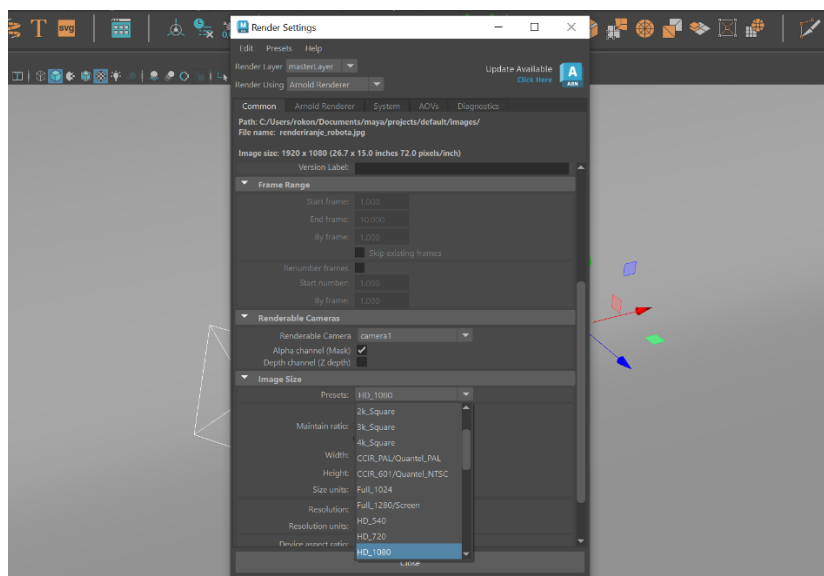 T
svg
Render Settings
Edit Presets Help
Render Layer masterLayer
Render Using Arnold Renderer
Update Available
Click Here
A
ARN
Common Arnold Renderer System AOVs Diagnostics
Path: C:/Users/rokon/Documents/maya/projects/default/images/
File name: renderiranje_robota.jpg
Image size: 1920 x 1080 (26.7 x 15.0 inches 72.0 pixels/inch)
Version Label:
Frame Range
Start frame: 1.000
End frame: 10.000
By frame: 1.000
Skip existing frames
Renumber frames
Start number: 1.000
By frame: 1.000
Renderable Cameras
Renderable Camera camera1
Alpha channel (Mask)
Depth channel (Z depth)
Image Size
Presets: HD_1080
2k_Square
Maintain ratio: 3k_Square
4k_Square
Width: CCIR_PAL/Quantel_PAL
Height: CCIR_601/Quantel_NTSC
Size units: Full_1024
Resolution: Full_1280/Screen
HD_540
Resolution units:
HD_720
Device aspect ratio:
HD_1080
Close